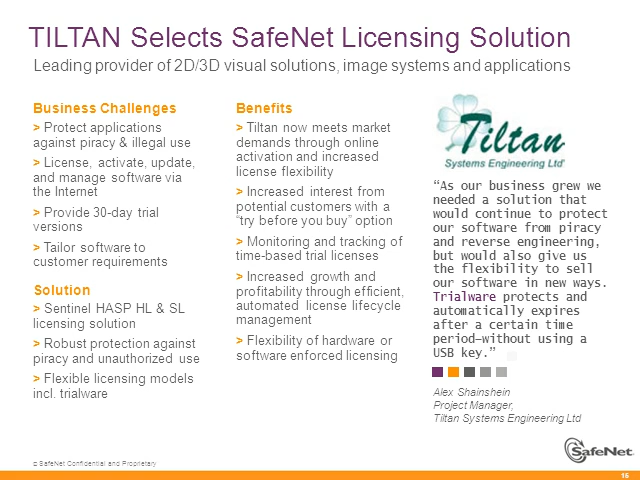 TILTAN Selects SafeNet Licensing Solution
Leading provider of 2D/3D visual solutions, image systems and applications
Business Challenges
> Protect applications
against piracy & illegal use
> License, activate, update,
and manage software via
the Internet
> Provide 30-day trial
versions
> Tailor software to
customer requirements
Solution
> Sentinel HASP HL & SL
licensing solution
> Robust protection against
piracy and unauthorized use
> Flexible licensing models
incl. trialware
Benefits
> Tiltan now meets market
demands through online
activation and increased
license flexibility
> Increased interest from
potential customers with a
“try before you buy” option
> Monitoring and tracking of
time-based trial licenses
> Increased growth and
profitability through efficient,
automated license lifecycle
management
> Flexibility of hardware or
software enforced licensing
Tiltan
Systems Engineering Ltd
“As our business grew we
needed a solution that
would continue to protect
our software from piracy
and reverse engineering,
but would also give us
the flexibility to sell
our software in new ways.
Trialware protects and
automatically expires
after a certain time
period–without using a
USB key.”
Alex Shainshein
Project Manager,
Tiltan Systems Engineering Ltd
SafeNet
SafeNet Confidential and Proprietary
16